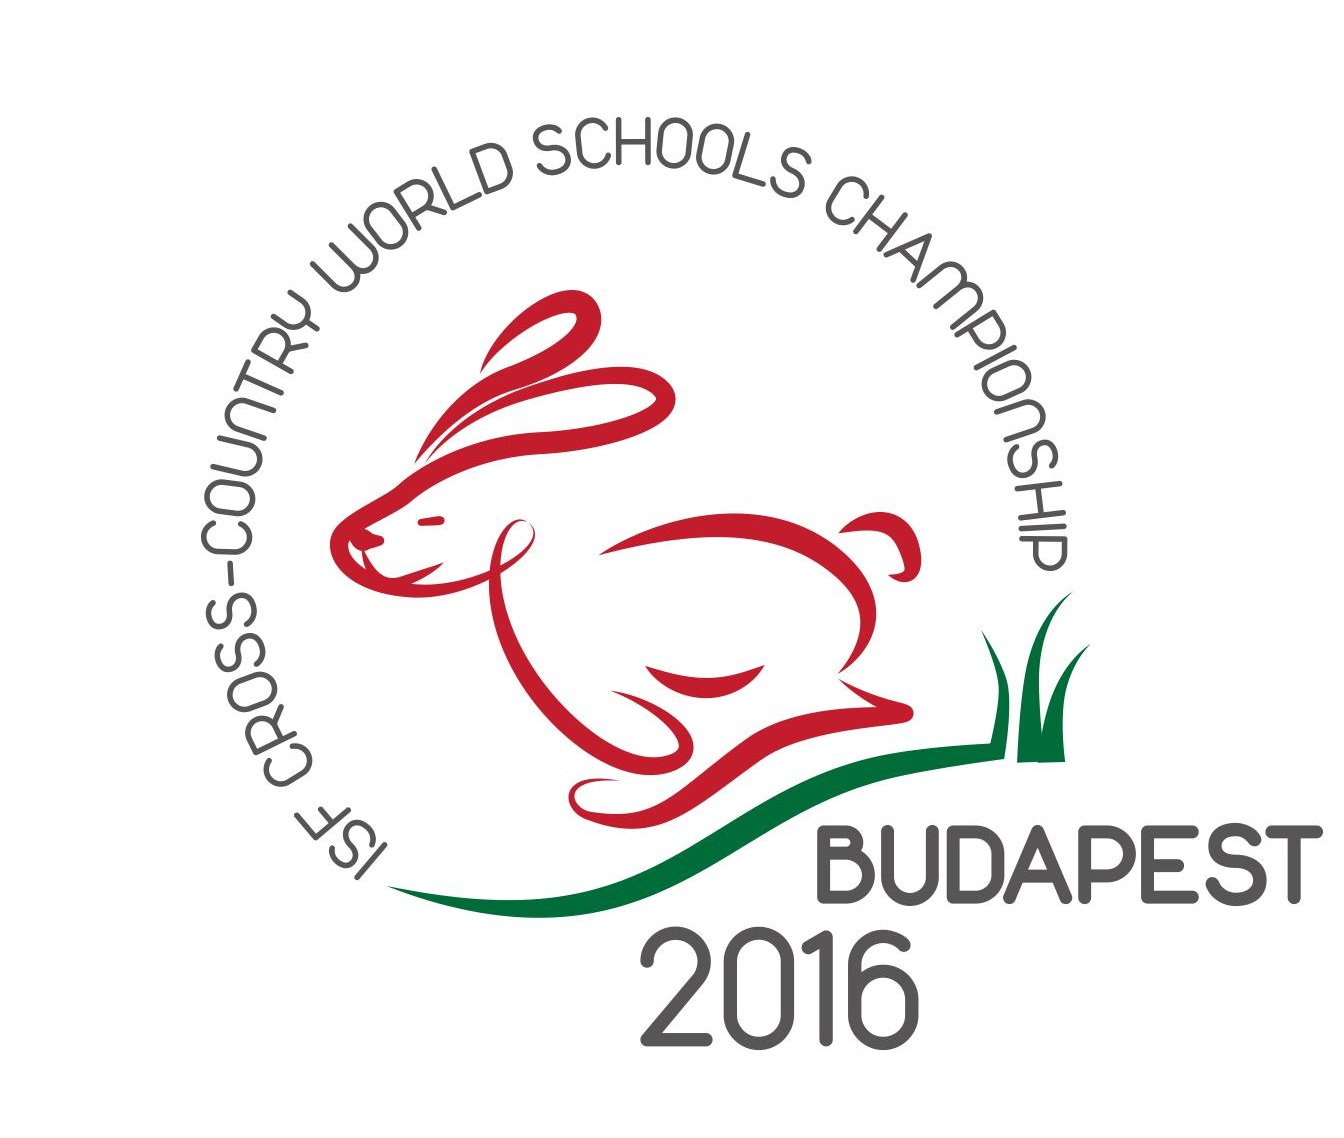 ISF CROSS-COUNTRY WORLD SCHOOLS CHAMPIONSHIP
BUDAPEST
2016